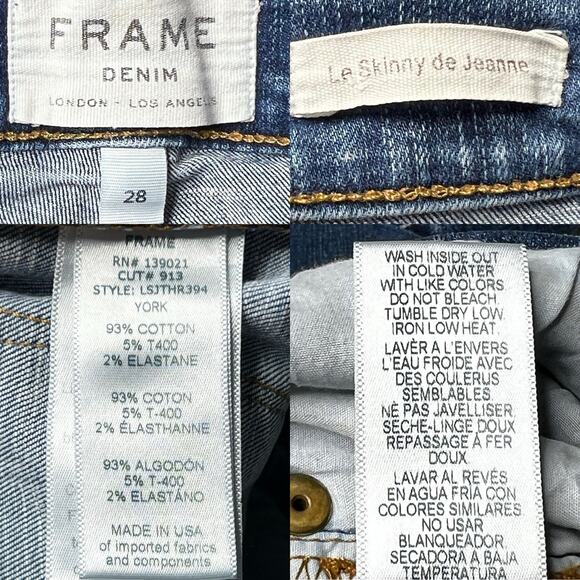 FRAME
DENIM
LONDON - LOS ANGELES
28
Le Skinny de Jeanne
FRAME
RN# 139021
CUT# 913
STYLE: LSJTHR394
YORK
93% COTTON
5% T400
2% ELASTANE
93% COTON
5% T-400
2% ÉLASTHANNE
93% ALGODÓN
5% T-400
2% ELASTÁNO
MADE IN USA
of imported fabrics
and components
WASH INSIDE OUT
IN COLD WATER
WITH LIKE COLORS
DO NOT BLEACH
TUMBLE DRY LOW
IRON LOW HEAT.
LAVÈR A L'ENVERS
L'EAU FROIDE AVEC
DES COULERUS
SEMBLABLES.
NÈ PAS JAVELLISER
SECHE-LINGE DOUX
REPASSAGE À FER
DOUX.
LAVAR AL REVÉS
EN AGUA FRIA CON
COLORES SIMILARES
NO USAR
BLANQUEADOR,
SECADORA A BAJA
TEMPERATURA